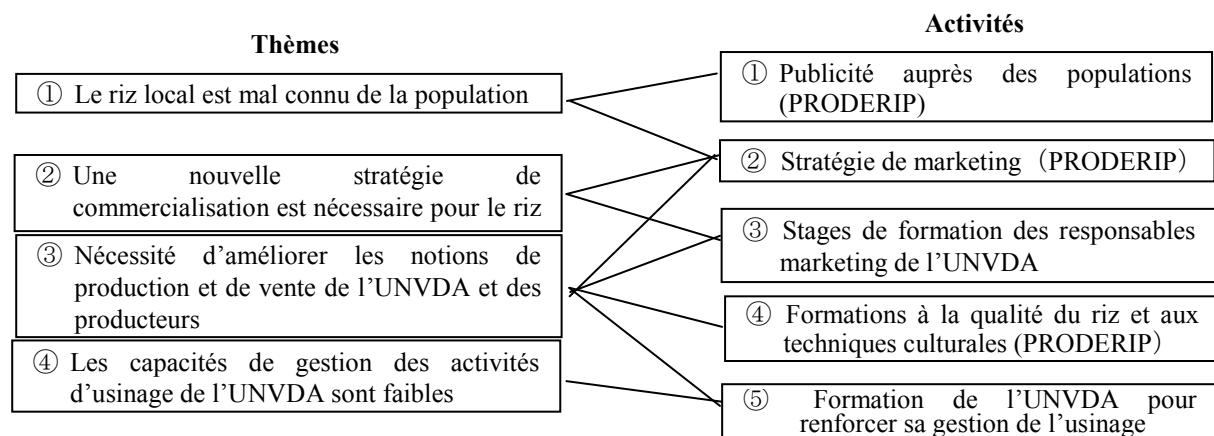 Thèmes
① Le riz local est mal connu de la population
② Une nouvelle stratégie de
commercialisation est nécessaire pour le riz
③ Nécessité d’améliorer les notions de
production et de vente de l’UNVDA et des
producteurs
④ Les capacités de gestion des activités
d’usinage de l’UNVDA sont faibles
Activités
① Publicité auprès des populations
(PRODERIP)
② Stratégie de marketing （PRODERIP）
③ Stages de formation des responsables
marketing de l’UNVDA
④ Formations à la qualité du riz et aux
techniques culturales (PRODERIP）
⑤ Formation de l’UNVDA pour
renforcer sa gestion de l’usinage